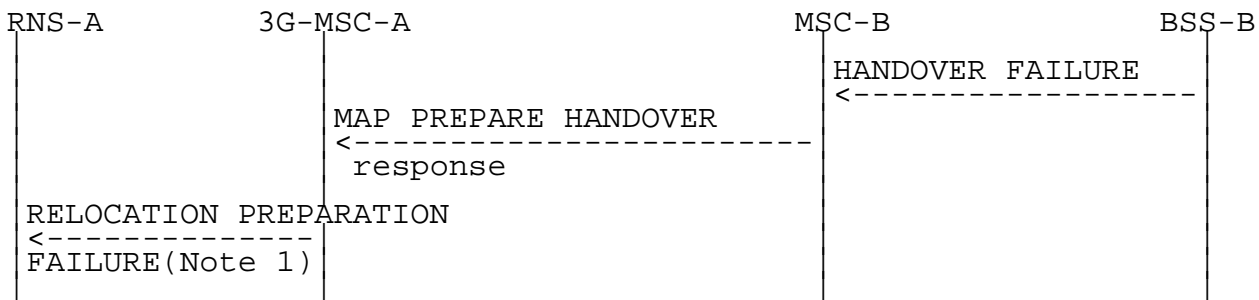 RNS-A 3G-MSC-A MSC-B BSS-B
HANDOVER FAILURE
MAP PREPARE HANDOVER
response
RELOCATION PREPARATION
FAILURE(Note 1)